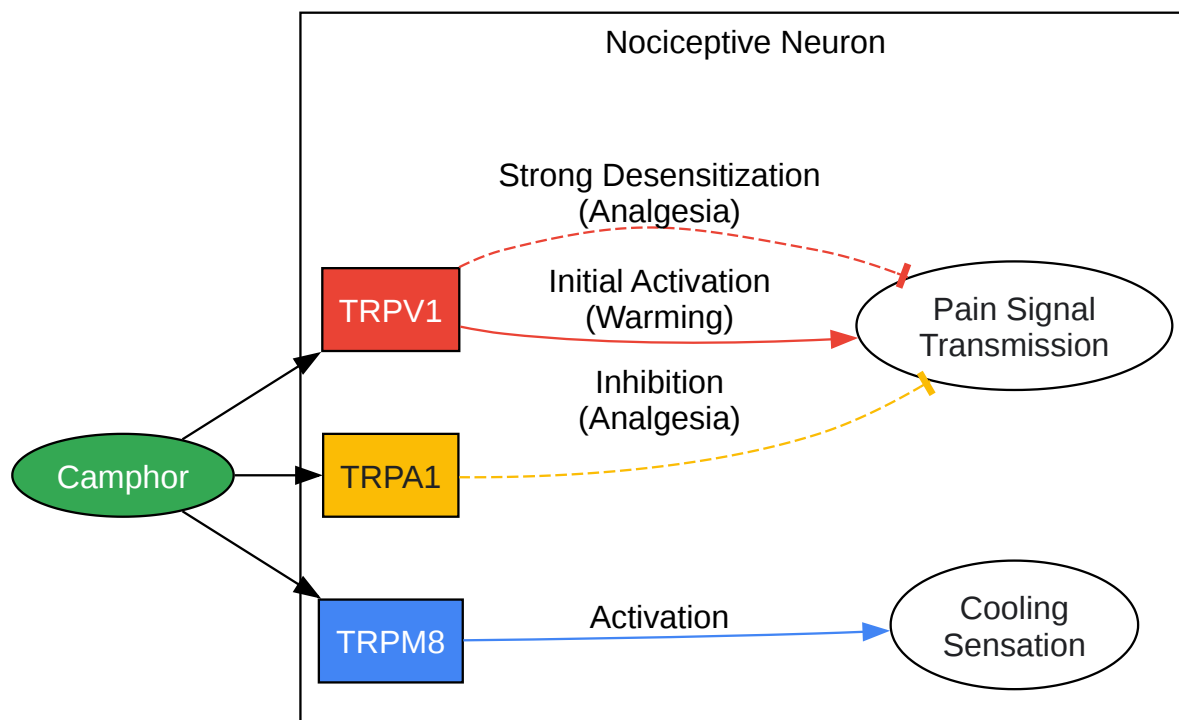 Nociceptive Neuron
Strong Desensitization
(Analgesia)
Initial Activation
(Warming)
TRPV1
Pain Signal
Transmission
Inhibition
(Analgesia)
Camphor
TRPA1
TRPM8
Activation
Cooling
Sensation